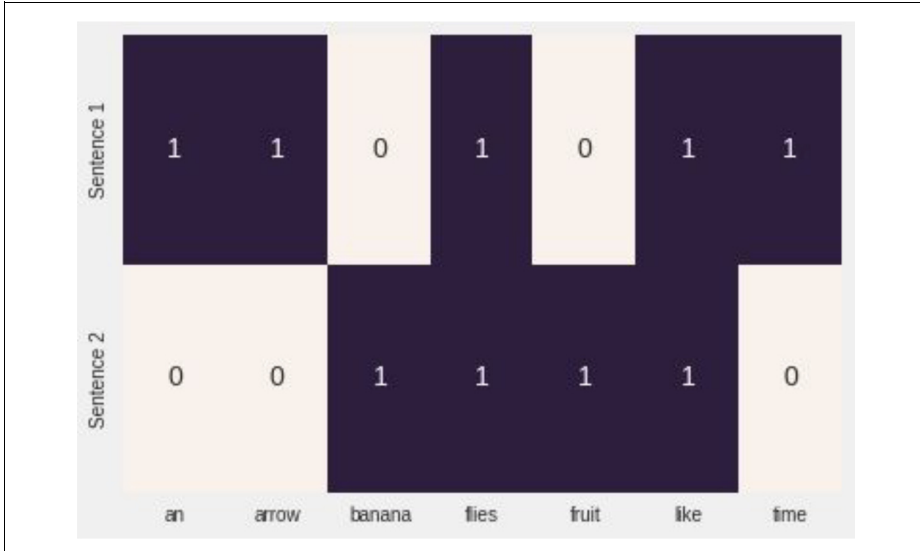 Sentence 1
1 1 0 1 0 1 1
Sentence 2
0 0 1 1 1 1 0
an arrow banana flies fruit like time